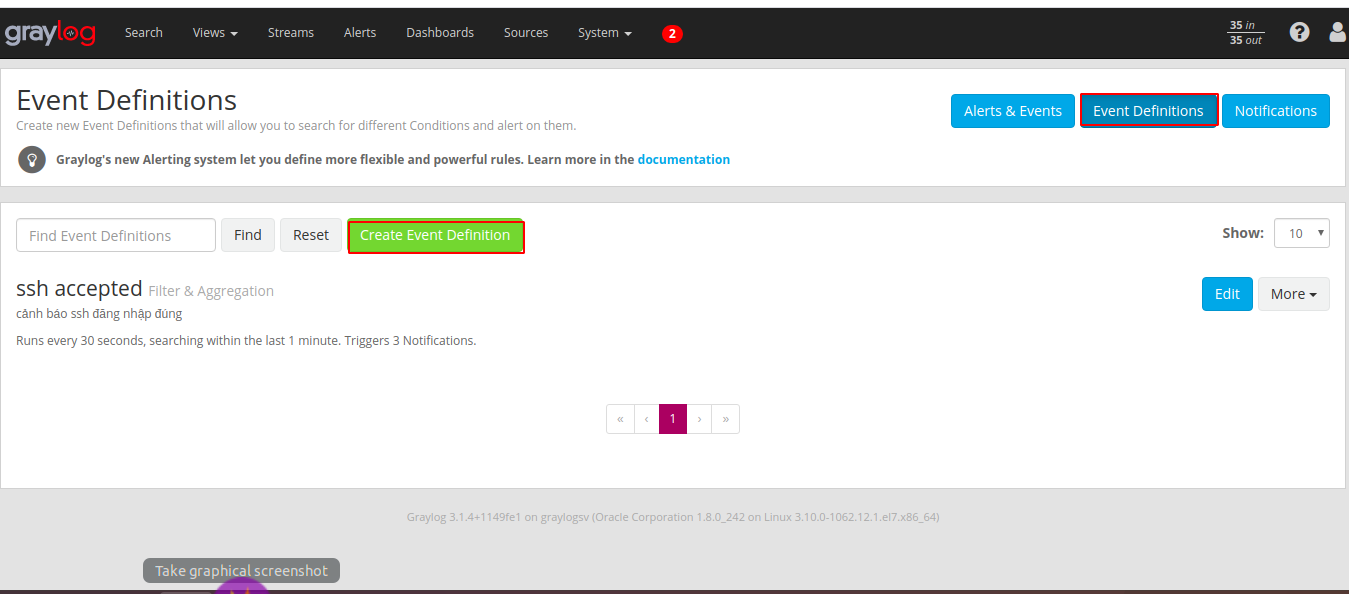 graylog Search Views Streams Alerts Dashboards Sources System 2 35 in
35 out
Event Definitions
Create new Event Definitions that will allow you to search for different Conditions and alert on them.
Alerts & Events Event Definitions Notifications
Graylog's new Alerting system let you define more flexible and powerful rules. Learn more in the documentation
Find Event Definitions Find Reset Create Event Definition Show: 10
ssh accepted Filter & Aggregation Edit More
cảnh báo ssh đăng nhập đúng
Runs every 30 seconds, searching within the last 1 minute. Triggers 3 Notifications.
« ‹ 1 › »
Graylog 3.1.4+1149fe1 on graylogsv (Oracle Corporation 1.8.0_242 on Linux 3.10.0-1062.12.1.el7.x86_64)
Take graphical screenshot